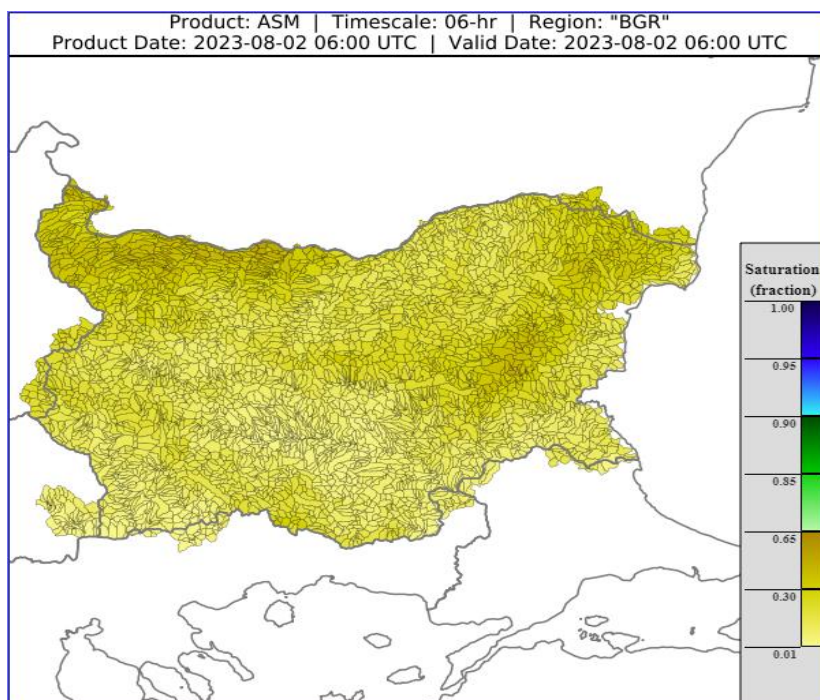 Product: ASM | Timescale: 06-hr | Region: "BGR"
Product Date: 2023-08-02 06:00 UTC | Valid Date: 2023-08-02 06:00 UTC
Saturation
(fraction)
1.00
0.95
0.90
0.85
0.65
0.30
0.01